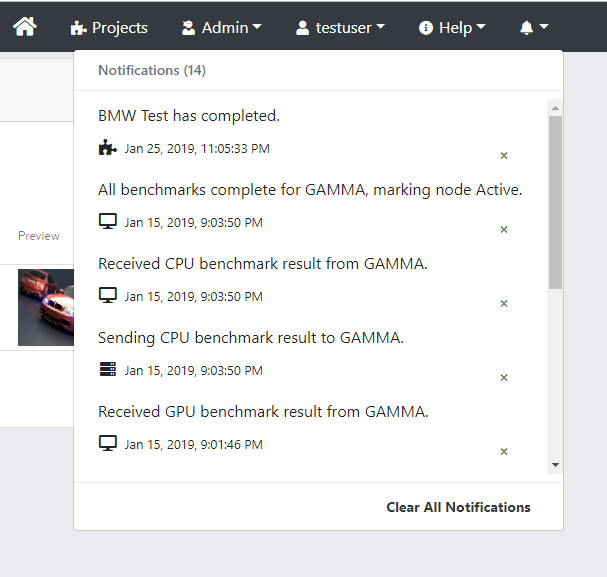 Projects Admin testuser Help
Notifications (14)
BMW Test has completed.
Jan 25, 2019, 11:05:33 PM
×
All benchmarks complete for GAMMA, marking node Active.
Jan 15, 2019, 9:03:50 PM
×
Received CPU benchmark result from GAMMA.
Jan 15, 2019, 9:03:50 PM
×
Sending CPU benchmark result to GAMMA.
Jan 15, 2019, 9:03:50 PM
×
Received GPU benchmark result from GAMMA.
Jan 15, 2019, 9:01:46 PM
×
Clear All Notifications
Preview